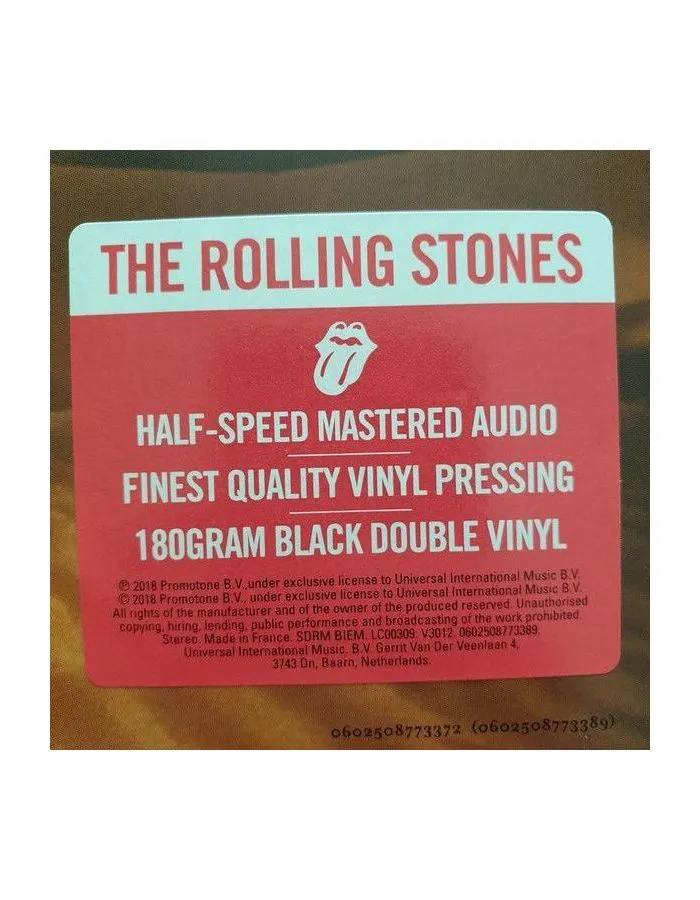 THE ROLLING STONES
HALF-SPEED MASTERED AUDIO
FINEST QUALITY VINYL PRESSING
180GRAM BLACK DOUBLE VINYL
℗ 2018 Promotone B.V.,under exclusive license to Universal International Music B.V.
© 2018 Promotone B.V., under exclusive license to Universal International Music B.V.
All rights of the manufacturer and of the owner of the produced reserved. Unauthorised
copying, hiring, lending, public performance and broadcasting of the work prohibited.
Stereo. Made in France. SDRM BIEM. LC00309. V3012. 0602508773389.
Universal International Music. B.V. Gerrit Van Der Veenlaan 4,
3743 Dn, Baarn, Netherlands.
0602508773372 (0602508773389)